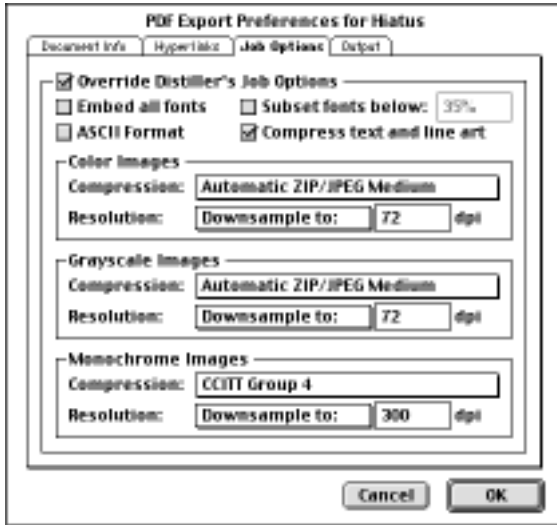 PDF Export Preferences for Hiatus
Document Info Hyperlinks Job Options Output
Override Distiller's Job Options
Embed all fonts Subset fonts below: 35%
ASCII Format Compress text and line art
Color Images
Compression: Automatic ZIP/JPEG Medium
Resolution: Downsample to: 72 dpi
Grayscale Images
Compression: Automatic ZIP/JPEG Medium
Resolution: Downsample to: 72 dpi
Monochrome Images
Compression: CCITT Group 4
Resolution: Downsample to: 300 dpi
Cancel OK